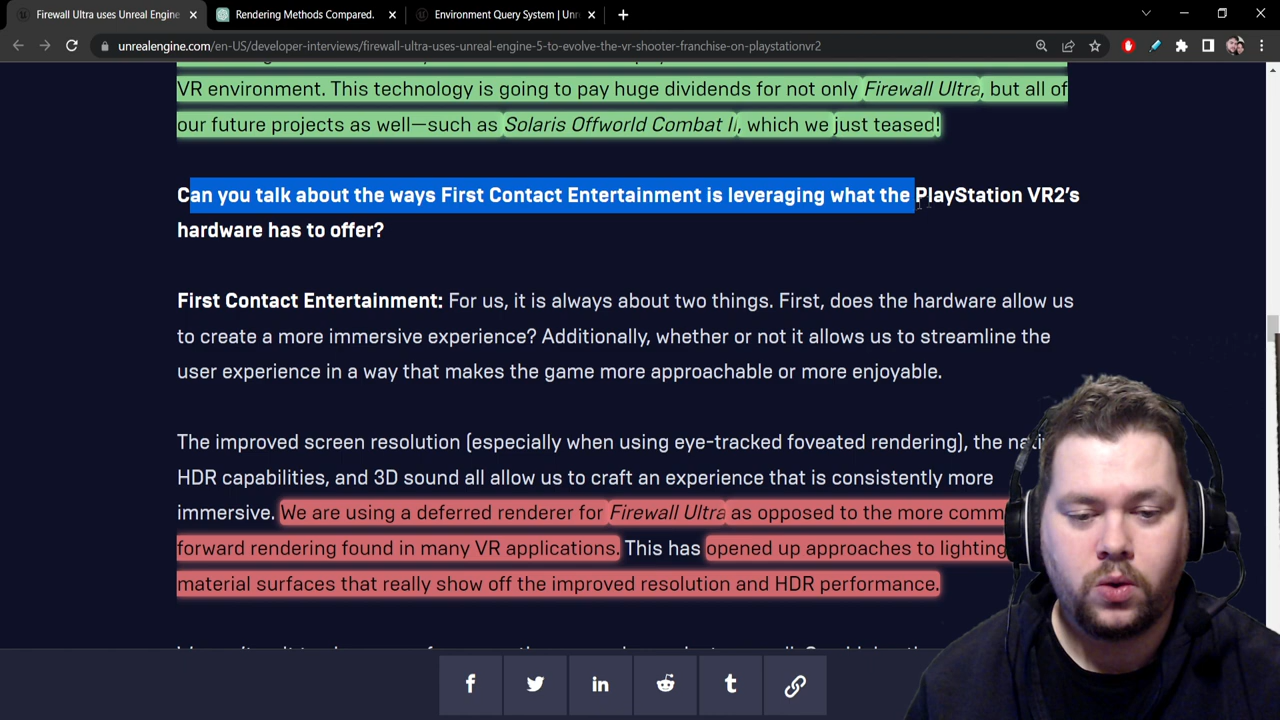 Firewall Ultra uses Unreal Engine
Rendering Methods Compared.
Environment Query System | Unr
unrealengine.com/en-US/developer-interviews/firewall-ultra-uses-unreal-engine-5-to-evolve-the-vr-shooter-franchise-on-playstationvr2
VR environment. This technology is going to pay huge dividends for not only Firewall Ultra, but all of
our future projects as well—such as Solaris Offworld Combat II, which we just teased!
Can you talk about the ways First Contact Entertainment is leveraging what the PlayStation VR2’s
hardware has to offer?
First Contact Entertainment: For us, it is always about two things. First, does the hardware allow us
to create a more immersive experience? Additionally, whether or not it allows us to streamline the
user experience in a way that makes the game more approachable or more enjoyable.
The improved screen resolution (especially when using eye-tracked foveated rendering), the nati
HDR capabilities, and 3D sound all allow us to craft an experience that is consistently more
immersive. We are using a deferred renderer for Firewall Ultra as opposed to the more comm
forward rendering found in many VR applications. This has opened up approaches to lighting
material surfaces that really show off the improved resolution and HDR performance.